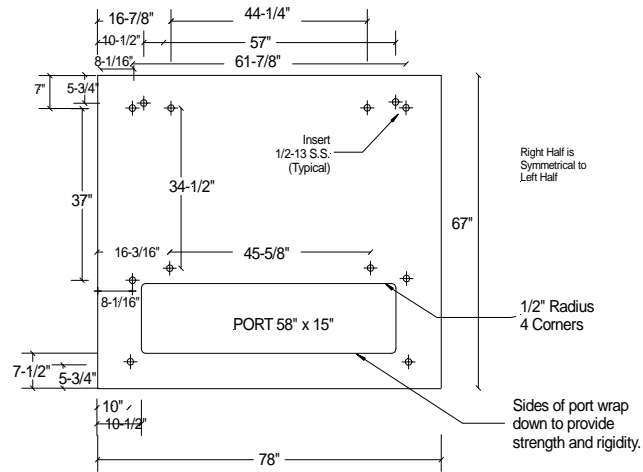 16-7/8"
44-1/4"
10-1/2"
57"
8-1/16"
61-7/8"
7"
5-3/4"
Insert
1/2-13 S.S.
(Typical)
Right Half is
Symmetrical to
Left Half
34-1/2"
37"
67"
16-3/16"
45-5/8"
8-1/16"
PORT 58" x 15"
1/2" Radius
4 Corners
7-1/2"
5-3/4"
10"
10-1/2"
Sides of port wrap
down to provide
strength and rigidity.
78"